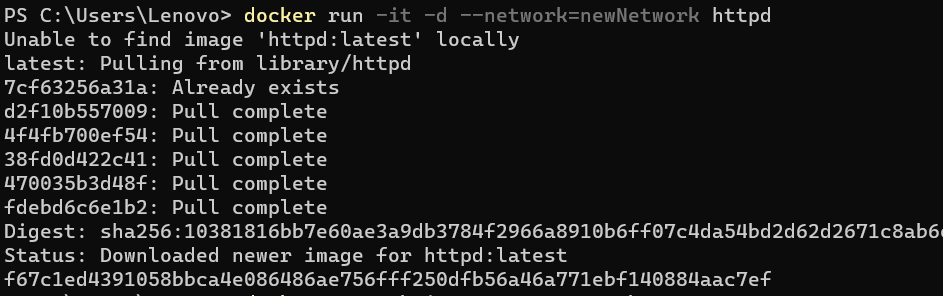 PS C:\Users\Lenovo> docker run -it -d --network=newNetwork httpd
Unable to find image 'httpd:latest' locally
latest: Pulling from library/httpd
7cf63256a31a: Already exists
d2f10b557009: Pull complete
4f4fb700ef54: Pull complete
38fd0d422c41: Pull complete
470035b3d48f: Pull complete
fdebd6c6e1b2: Pull complete
Digest: sha256:10381816bb7e60ae3a9db3784f2966a8910b6ff07c4da54bd2d62d2671c8ab6
Status: Downloaded newer image for httpd:latest
f67c1ed4391058bbca4e086486ae756fff250dfb56a46a771ebf140884aac7ef